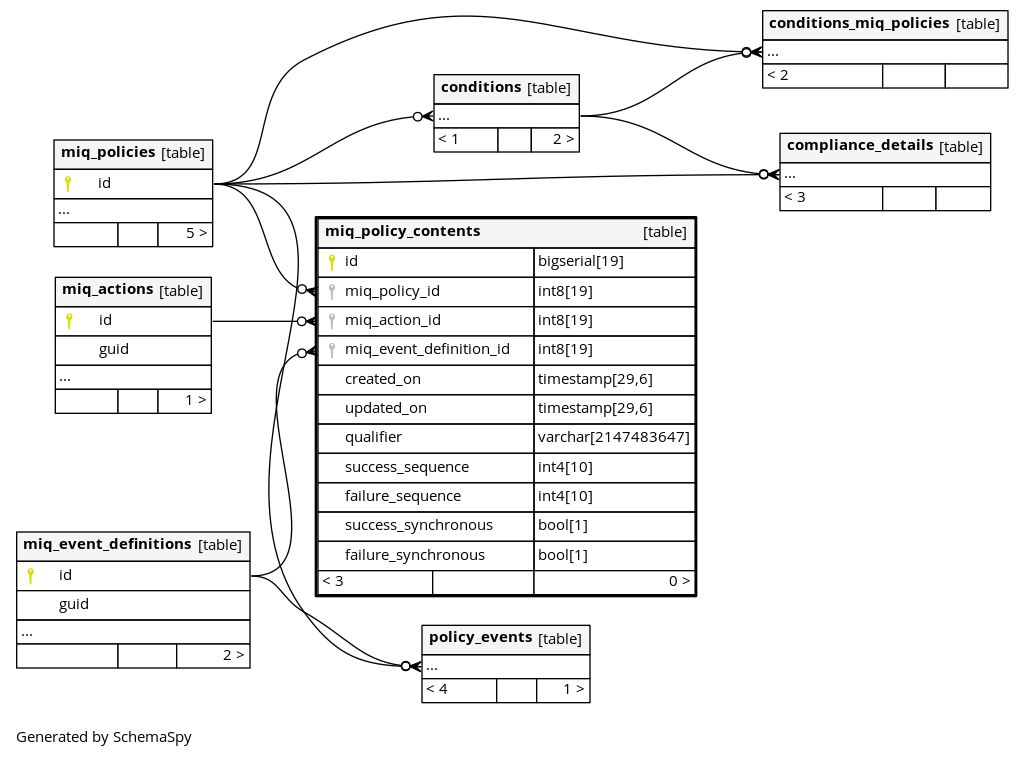 conditions_miq_policies [table]
...
< 2
conditions [table]
...
< 1 2 >
compliance_details [table]
...
< 3
miq_policies [table]
id
...
5 >
miq_policy_contents [table]
id bigserial[19]
miq_policy_id int8[19]
miq_action_id int8[19]
miq_event_definition_id int8[19]
created_on timestamp[29,6]
updated_on timestamp[29,6]
qualifier varchar[2147483647]
success_sequence int4[10]
failure_sequence int4[10]
success_synchronous bool[1]
failure_synchronous bool[1]
< 3 0 >
miq_actions [table]
id
guid
...
1 >
miq_event_definitions [table]
id
guid
...
2 >
policy_events [table]
...
< 4 1 >
Generated by SchemaSpy